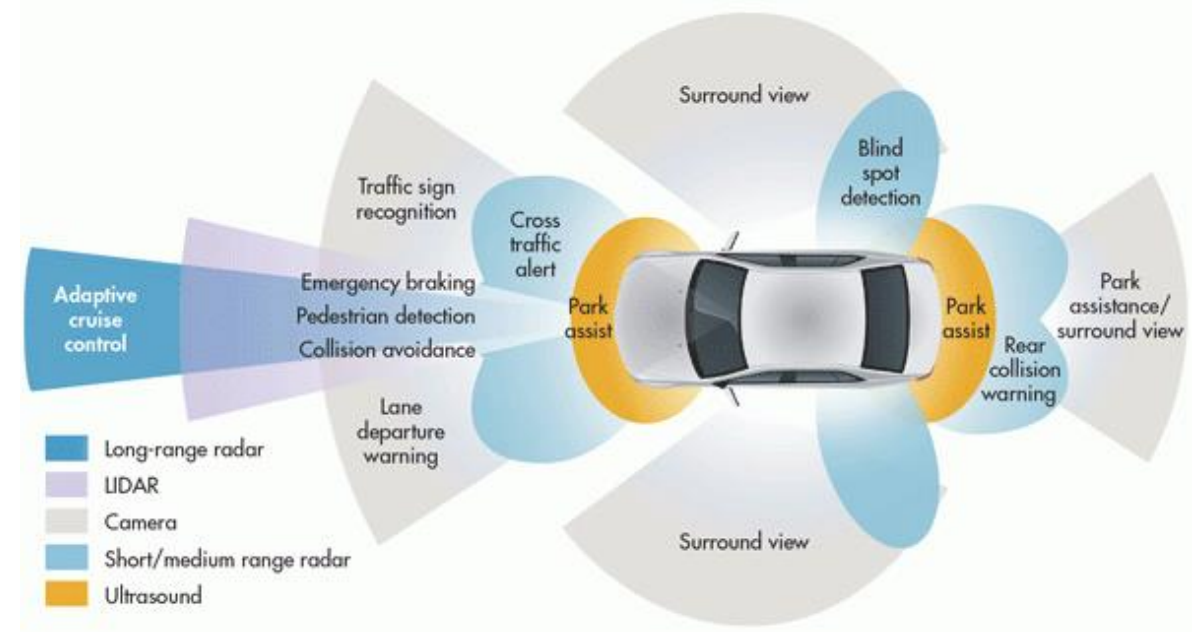 Surround view
Blind
spot
detection
Traffic sign
recognition
Cross
traffic
alert
Emergency braking
Pedestrian detection
Collision avoidance
Adaptive
cruise
control
Park
assist
Park
assist
Park
assistance/
surround view
Rear
collision
warning
Lane
departure
warning
Surround view
Long-range radar
LIDAR
Camera
Short/medium range radar
Ultrasound